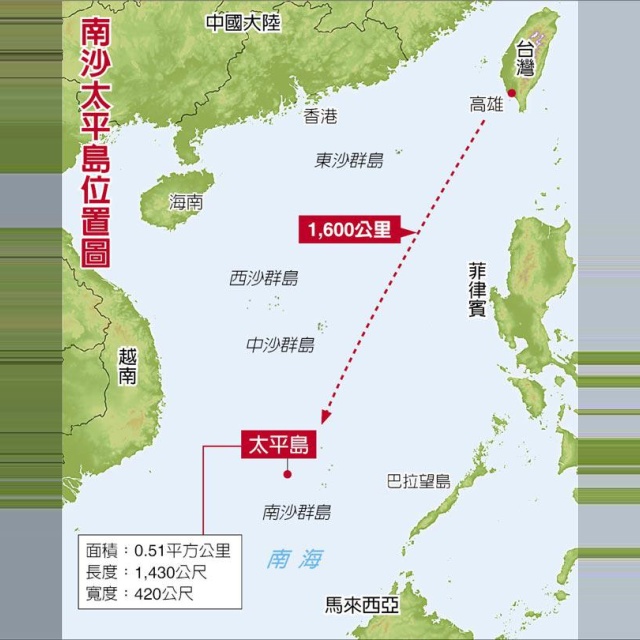 南沙太平島位置圖
中國大陸
台灣
高雄
香港
東沙群島
海南
1,600公里
西沙群島
菲律賓
中沙群島
越南
太平島
巴拉望島
南沙群島
南海
面積：0.51平方公里
長度：1,430公尺
寬度：420公尺
馬來西亞